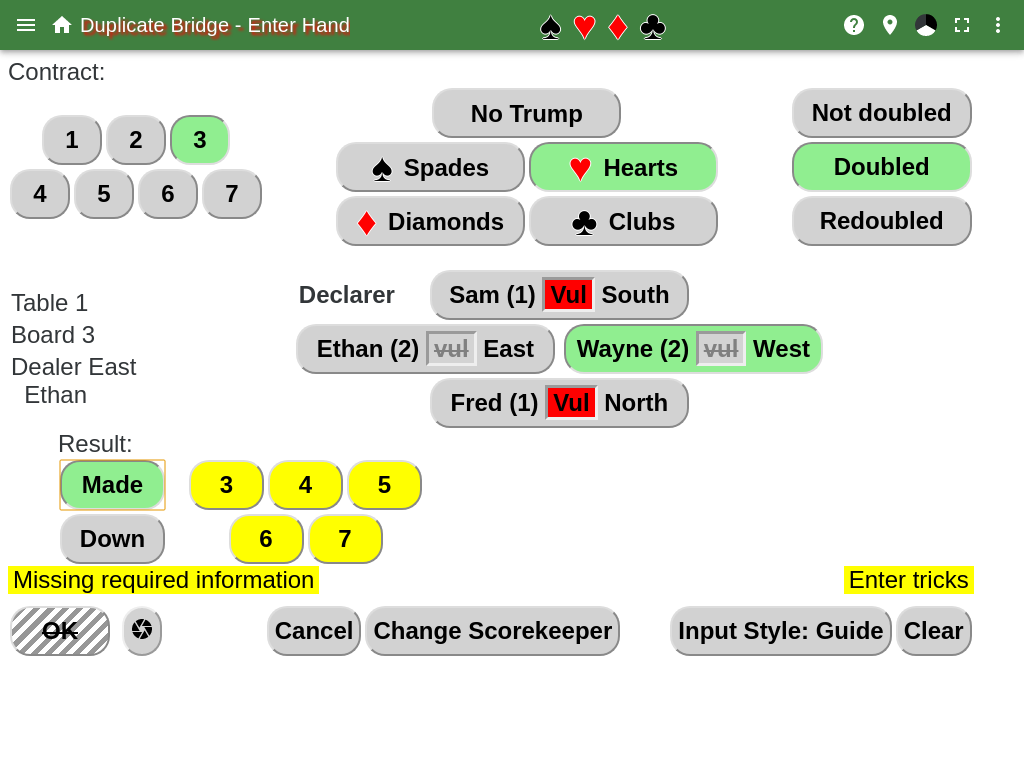 Duplicate Bridge - Enter Hand
Contract:
No Trump
Not doubled
1 2 3
Spades Hearts
Doubled
4 5 6 7
Diamonds Clubs
Redoubled
Declarer Sam (1) Vul South
Table 1
Board 3
Ethan (2) vul East Wayne (2) vul West
Dealer East
Ethan
Fred (1) Vul North
Result:
Made 3 4 5
Down 6 7
Missing required information Enter tricks
OK Cancel Change Scorekeeper Input Style: Guide Clear